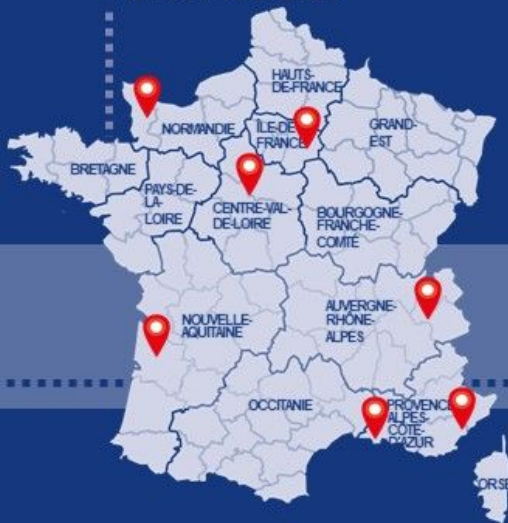 HAUTS-
DE-FRANCE
NORMANDIE
ÎLE-DE
FRANCE
GRAND-
EST
BRETAGNE
PAYS-DE-
LA-
LOIRE
CENTRE-VAL-
DE-LOIRE
BOURGOGNE-
FRANCHE-
COMTÉ
NOUVELLE-
AQUITAINE
AUVERGNE-
RHÔNE-
ALPES
OCCITANIE
PROVENCE
ALPES-
CÔTE-
D'AZUR
ORSE